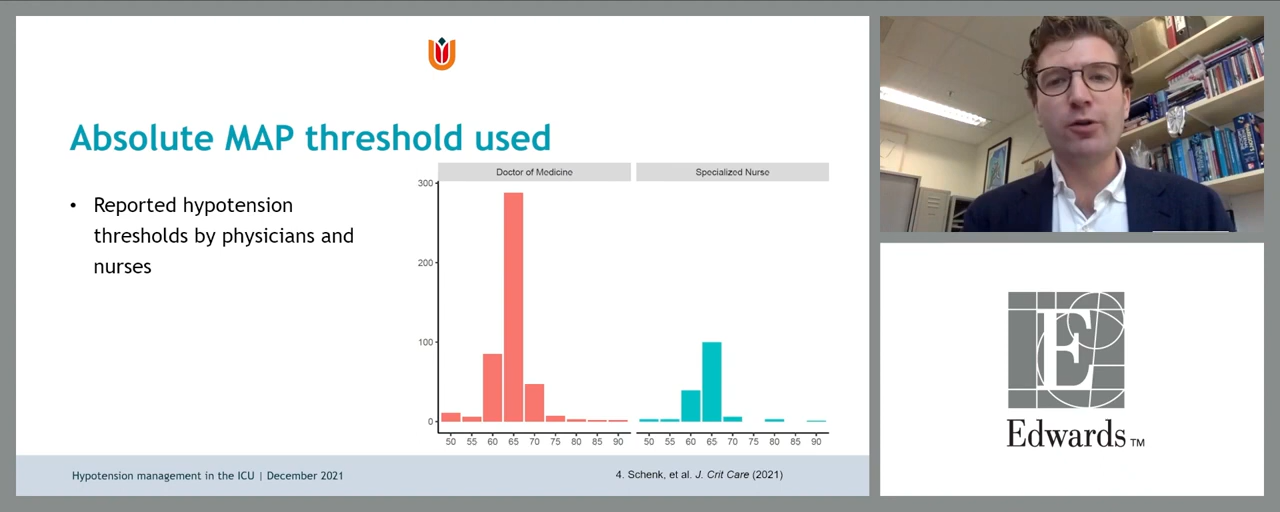 Absolute MAP threshold used
• Reported hypotension
thresholds by physicians and
nurses
Doctor of Medicine
Specialized Nurse
300
200
100
0
50 55 60 65 70 75 80 85 90
50 55 60 65 70 75 80 85 90
Hypotension management in the ICU | December 2021
4. Schenk, et al. J. Crit Care (2021)
E
Edwards™